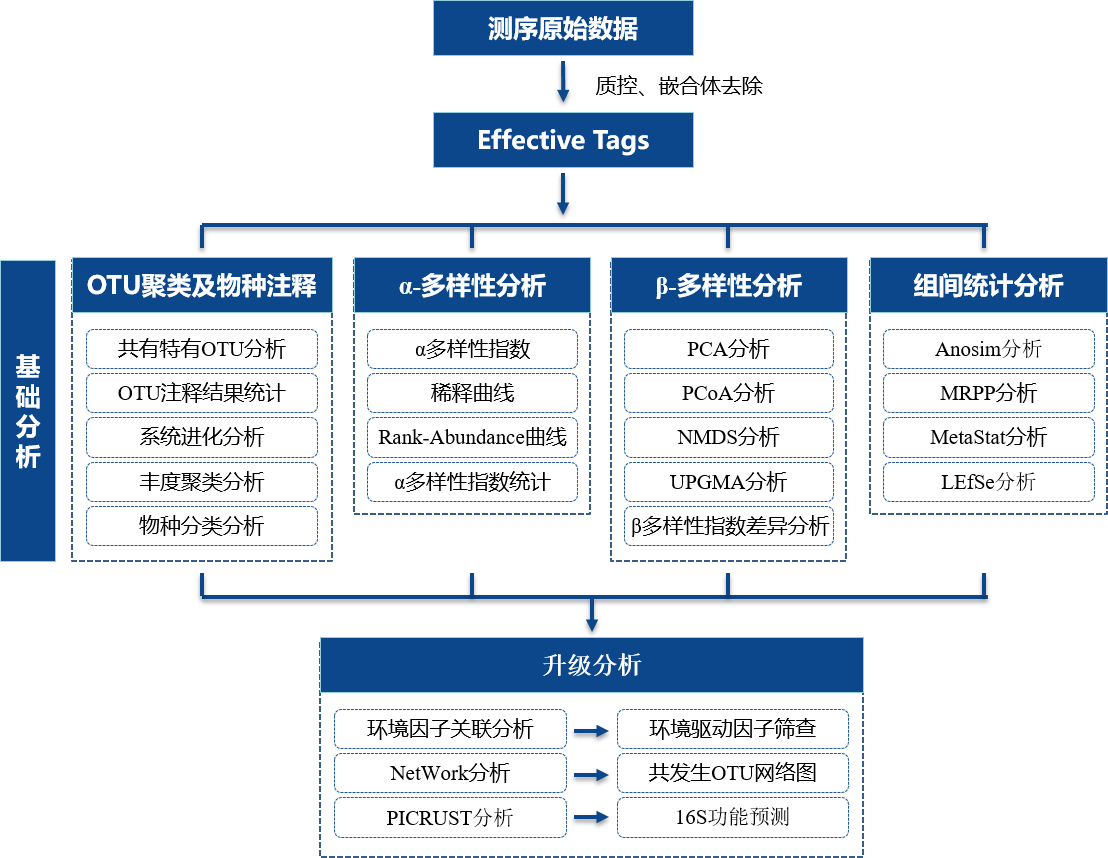 测序原始数据
质控、嵌合体去除
Effective Tags
基础分析
OTU聚类及物种注释
共有特有OTU分析
OTU注释结果统计
系统进化分析
丰度聚类分析
物种分类分析
α-多样性分析
α多样性指数
稀释曲线
Rank-Abundance曲线
α多样性指数统计
β-多样性分析
PCA分析
PCoA分析
NMDS分析
UPGMA分析
β多样性指数差异分析
组间统计分析
Anosim分析
MRPP分析
MetaStat分析
LEfSe分析
升级分析
环境因子关联分析
环境驱动因子筛查
NetWork分析
共发生OTU网络图
PICRUST分析
16S功能预测